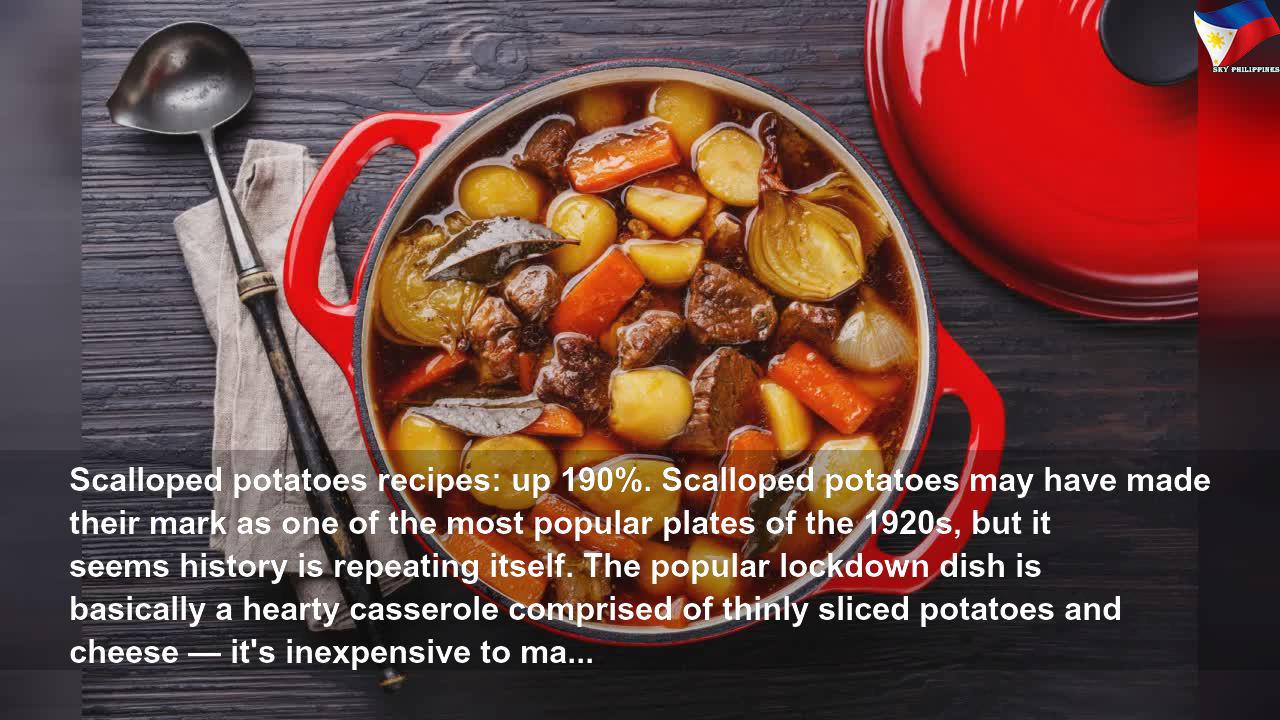 SKY PHILIPPINES
Scalloped potatoes recipes: up 190%. Scalloped potatoes may have made
their mark as one of the most popular plates of the 1920s, but it
seems history is repeating itself. The popular lockdown dish is
basically a hearty casserole comprised of thinly sliced potatoes and
cheese — it's inexpensive to ma...